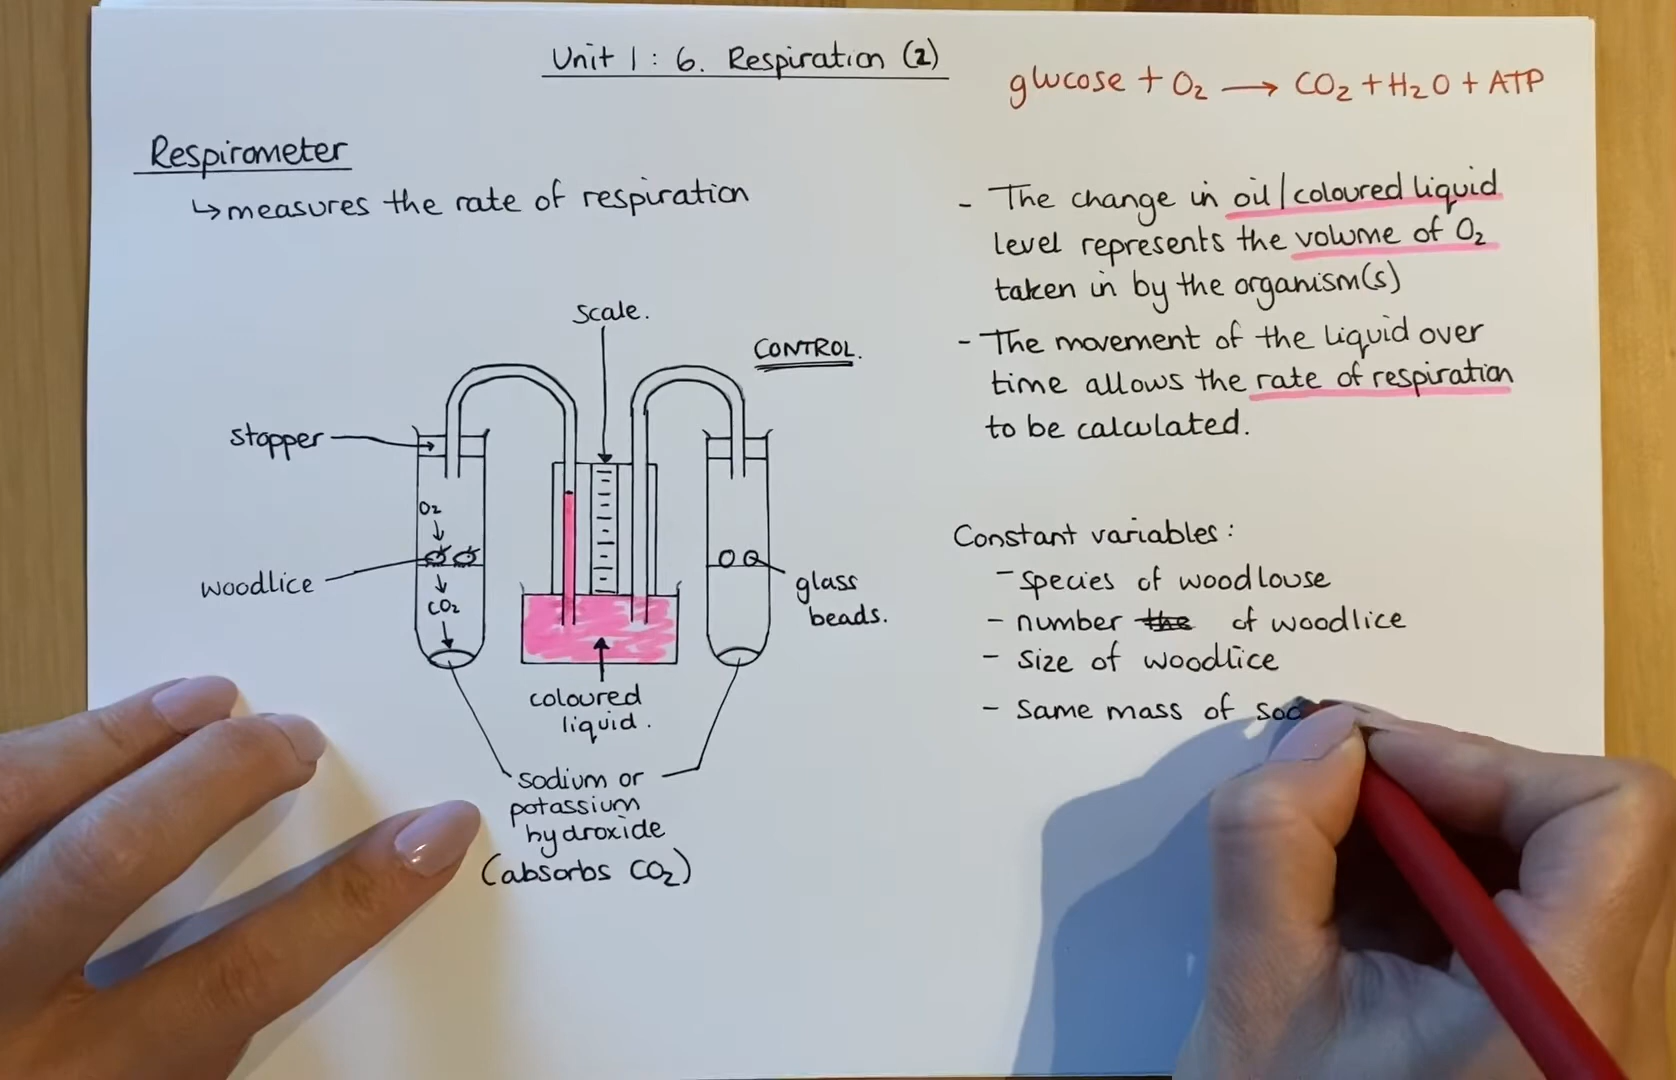 Unit 1 : 6. Respiration (2)
glucose + O₂ → CO₂ + H₂O + ATP
Respirometer
↳ measures the rate of respiration
- The change in oil/coloured liquid
level represents the volume of O₂
taken in by the organism(s)
- The movement of the liquid over
time allows the rate of respiration
to be calculated.
scale.
CONTROL.
stopper
O₂
woodlice
CO₂
glass
beads.
coloured
liquid.
sodium or
potassium
hydroxide
(absorbs CO₂)
Constant variables :
- species of woodlouse
- number the of woodlice
- size of woodlice
- same mass of sod